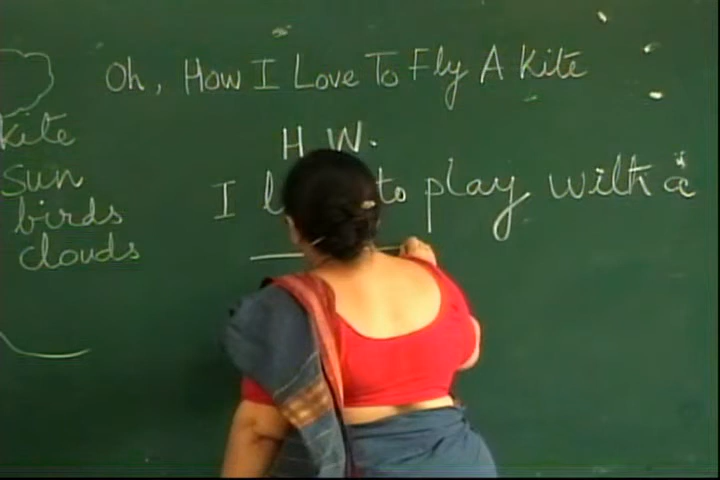 Oh, How I Love To Fly A Kite
kite
sun
birds
clouds
H W.
I to play with a